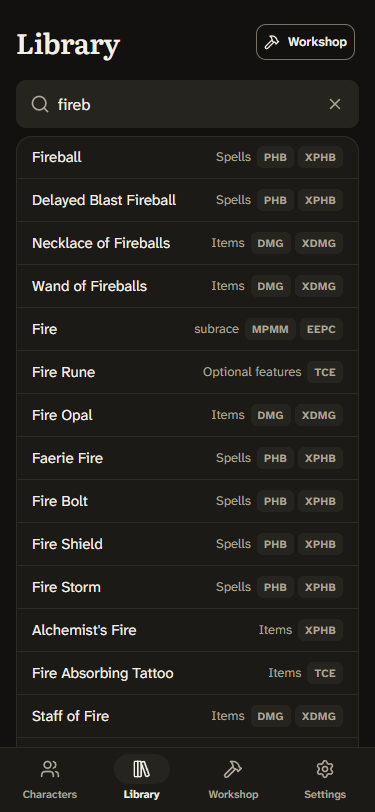 Library
Workshop
fireb
Fireball Spells PHB XPHB
Delayed Blast Fireball Spells PHB XPHB
Necklace of Fireballs Items DMG XDMG
Wand of Fireballs Items DMG XDMG
Fire subrace MPMM EEPC
Fire Rune Optional features TCE
Fire Opal Items DMG XDMG
Faerie Fire Spells PHB XPHB
Fire Bolt Spells PHB XPHB
Fire Shield Spells PHB XPHB
Fire Storm Spells PHB XPHB
Alchemist's Fire Items XPHB
Fire Absorbing Tattoo Items TCE
Staff of Fire Items DMG XDMG
Characters Library Workshop Settings